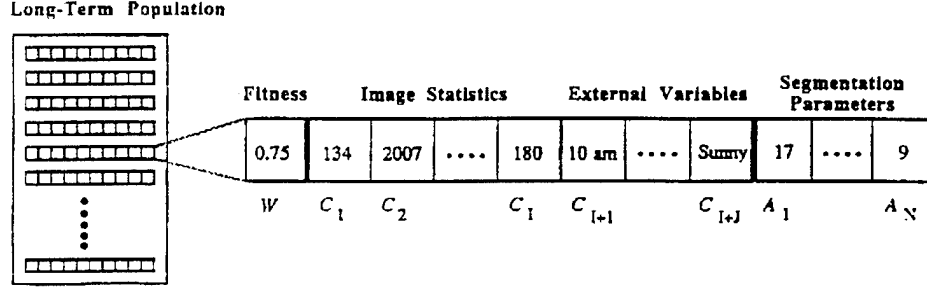 Long-Term Population
Fitness Image Statistics External Variables Segmentation Parameters
0.75 134 2007 •••• 180 10 am •••• Sunny 17 •••• 9
W C1 C2 CI CI+1 CI+J A1 AN